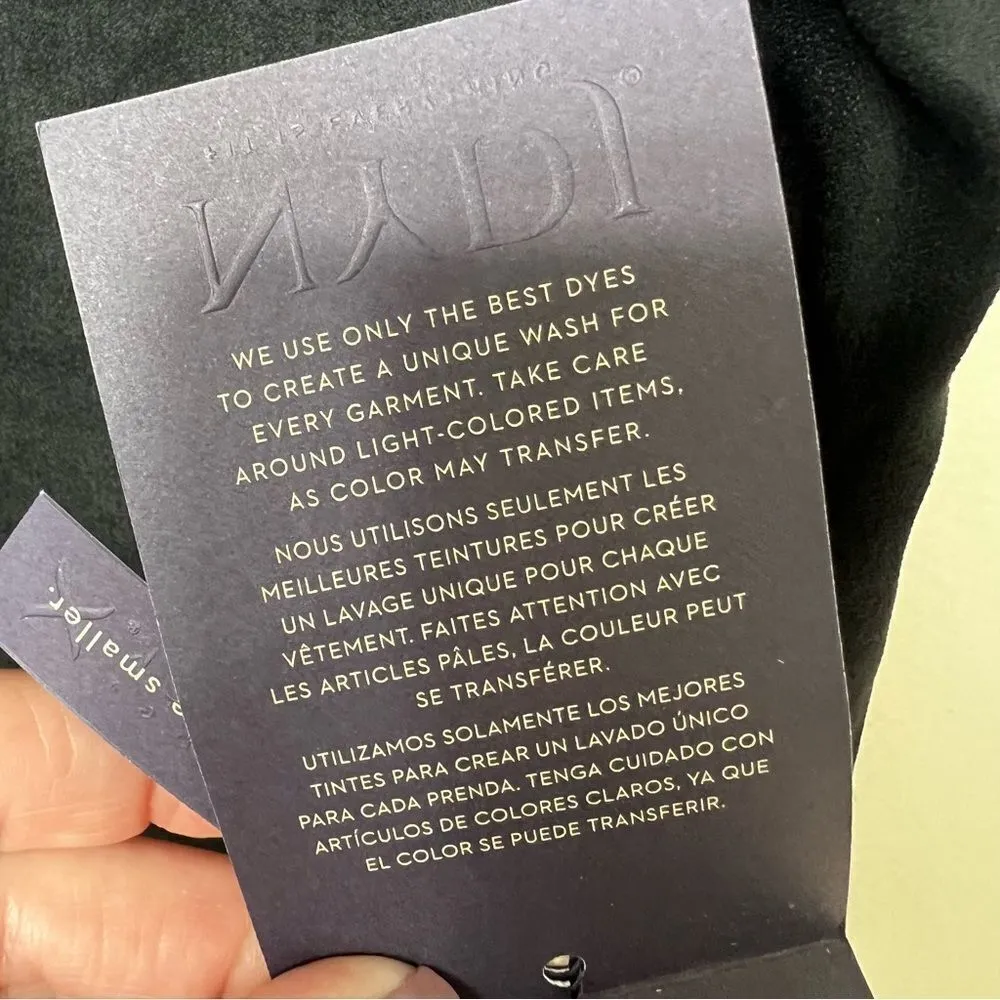 NYDJ
®
WE USE ONLY THE BEST DYES
TO CREATE A UNIQUE WASH FOR
EVERY GARMENT. TAKE CARE
AROUND LIGHT-COLORED ITEMS,
AS COLOR MAY TRANSFER.
NOUS UTILISONS SEULEMENT LES
MEILLEURES TEINTURES POUR CRÉER
UN LAVAGE UNIQUE POUR CHAQUE
VÊTEMENT. FAITES ATTENTION AVEC
LES ARTICLES PÂLES, LA COULEUR PEUT
SE TRANSFÉRER.
UTILIZAMOS SOLAMENTE LOS MEJORES
TINTES PARA CREAR UN LAVADO ÚNICO
PARA CADA PRENDA. TENGA CUIDADO CON
ARTÍCULOS DE COLORES CLAROS, YA QUE
EL COLOR SE PUEDE TRANSFERIR.
smaller.